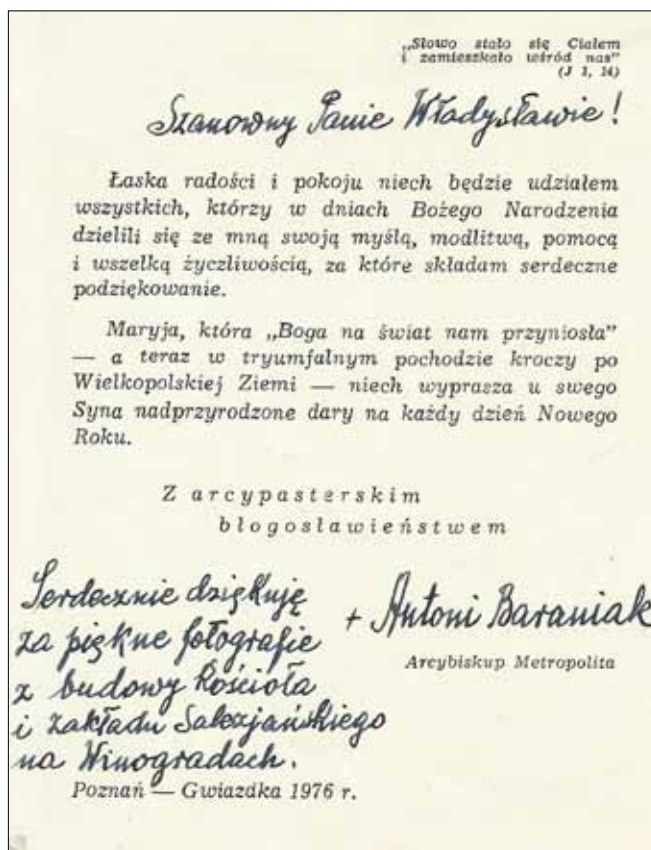 „Słowo stało się Ciałem
i zamieszkało wśród nas”
(J 1, 14)
Szanowny Panie Władysławie!
Łaska radości i pokoju niech będzie udziałem
wszystkich, którzy w dniach Bożego Narodzenia
dzielili się ze mną swoją myślą, modlitwą, pomocą
i wszelką życzliwością, za które składam serdeczne
podziękowanie.
Maryja, która „Boga na świat nam przyniosła”
— a teraz w tryumfalnym pochodzie kroczy po
Wielkopolskiej Ziemi — niech wyprasza u swego
Syna nadprzyrodzone dary na każdy dzień Nowego
Roku.
Z arcypasterskim
błogosławieństwem
Serdecznie dziękuję
za piękne fotografie
z budowy Kościoła
i zakładu Salezjańskiego
na Winogradach.
+ Antoni Baraniak
Arcybiskup Metropolita
Poznań — Gwiazdka 1976 r.